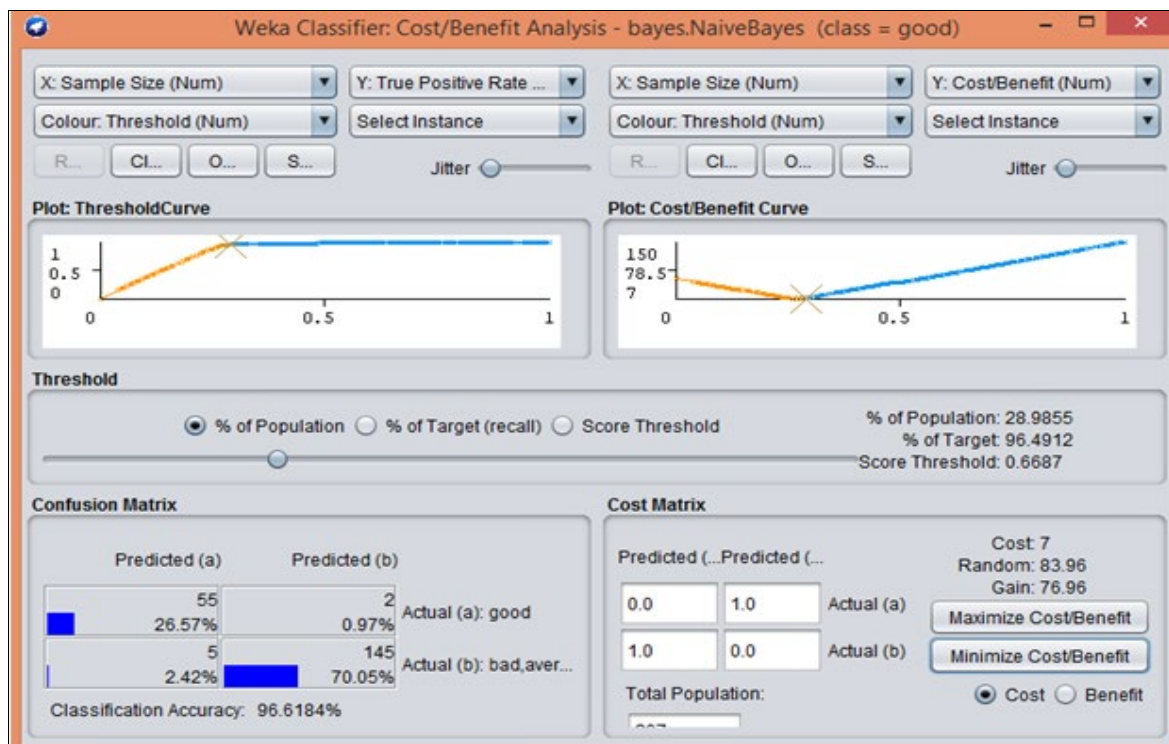 Weka Classifier: Cost/Benefit Analysis - bayes.NaiveBayes (class = good)
X: Sample Size (Num)
Y: True Positive Rate ...
X: Sample Size (Num)
Y: Cost/Benefit (Num)
Colour: Threshold (Num)
Select Instance
Colour: Threshold (Num)
Select Instance
R...
Cl...
O...
S...
Jitter
R...
Cl...
O...
S...
Jitter
Plot: ThresholdCurve
1
0.5
0
0
0.5
1
Plot: Cost/Benefit Curve
150
78.5
7
0
0.5
1
Threshold
% of Population
% of Target (recall)
Score Threshold
% of Population: 28.9855
% of Target: 96.4912
Score Threshold: 0.6687
Confusion Matrix
Predicted (a)
Predicted (b)
55
26.57%
2
0.97%
Actual (a): good
5
2.42%
145
70.05%
Actual (b): bad,aver...
Classification Accuracy: 96.6184%
Cost Matrix
Predicted (...
Predicted (...
0.0
1.0
Actual (a)
1.0
0.0
Actual (b)
Total Population:
Cost: 7
Random: 83.96
Gain: 76.96
Maximize Cost/Benefit
Minimize Cost/Benefit
Cost
Benefit